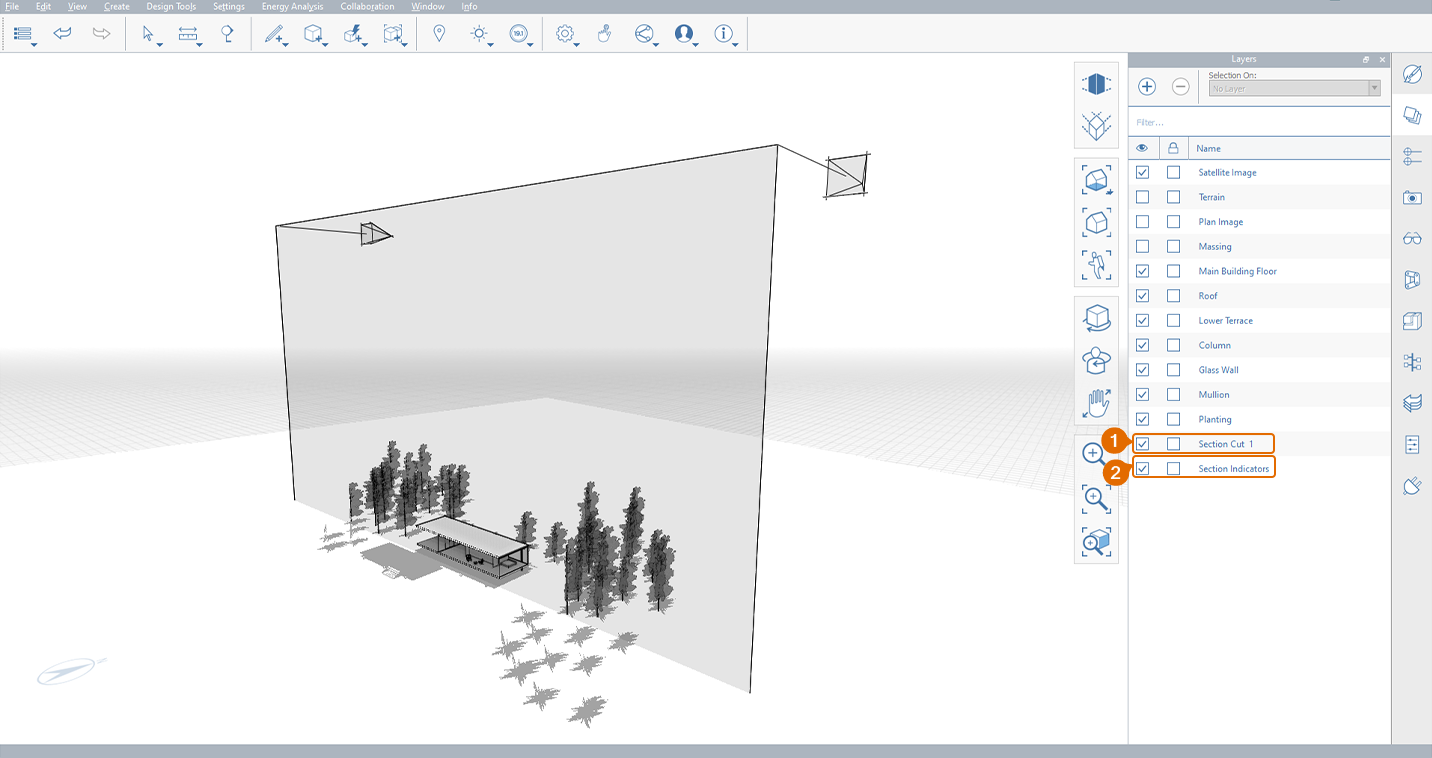 File Edit View Create Design Tools Settings Energy Analysis Collaboration Window Info
19.1
Layers
Selection On:
No Layer
Filter...
Name
Satellite Image
Terrain
Plan Image
Massing
Main Building Floor
Roof
Lower Terrace
Column
Glass Wall
Mullion
Planting
1 Section Cut 1
2 Section Indicators